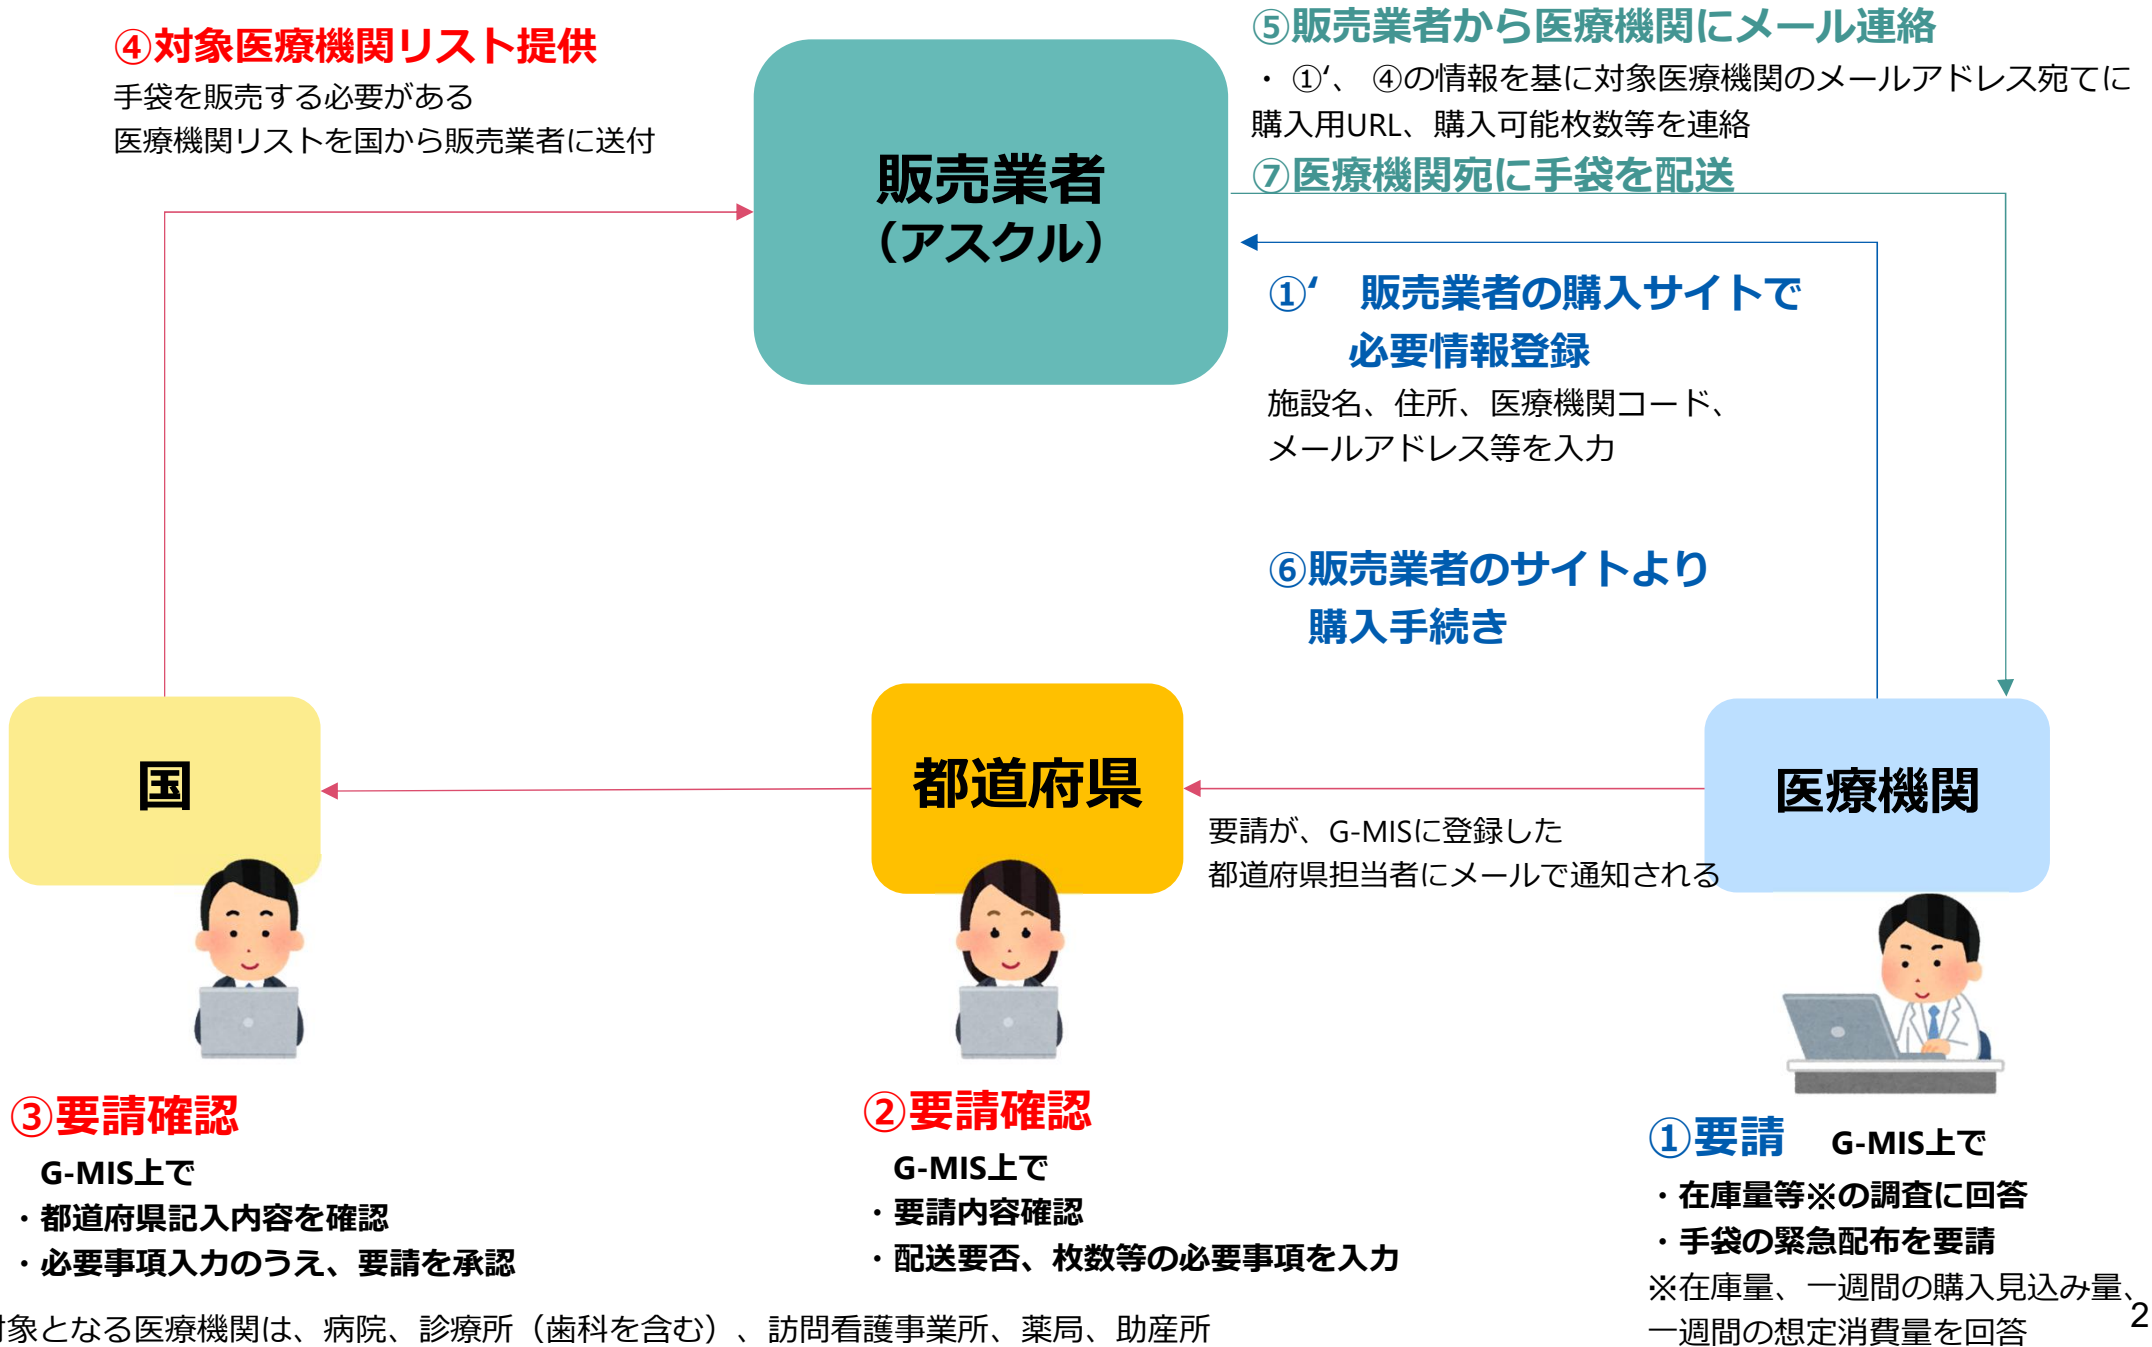 ④対象医療機関リスト提供
手袋を販売する必要がある
医療機関リストを国から販売業者に送付
販売業者
（アスクル）
⑤販売業者から医療機関にメール連絡
・ ①‘、 ④の情報を基に対象医療機関のメールアドレス宛てに
購入用URL、購入可能枚数等を連絡
⑦医療機関宛に手袋を配送
①‘　販売業者の購入サイトで
必要情報登録
施設名、住所、医療機関コード、
メールアドレス等を入力
⑥販売業者のサイトより
購入手続き
国
都道府県
医療機関
要請が、G-MISに登録した
都道府県担当者にメールで通知される
③要請確認
G-MIS上で
・都道府県記入内容を確認
・必要事項入力のうえ、要請を承認
②要請確認
G-MIS上で
・要請内容確認
・配送要否、枚数等の必要事項を入力
①要請　G-MIS上で
・在庫量等※の調査に回答
・手袋の緊急配布を要請
※在庫量、一週間の購入見込み量、
一週間の想定消費量を回答
対象となる医療機関は、病院、診療所（歯科を含む）、訪問看護事業所、薬局、助産所
2